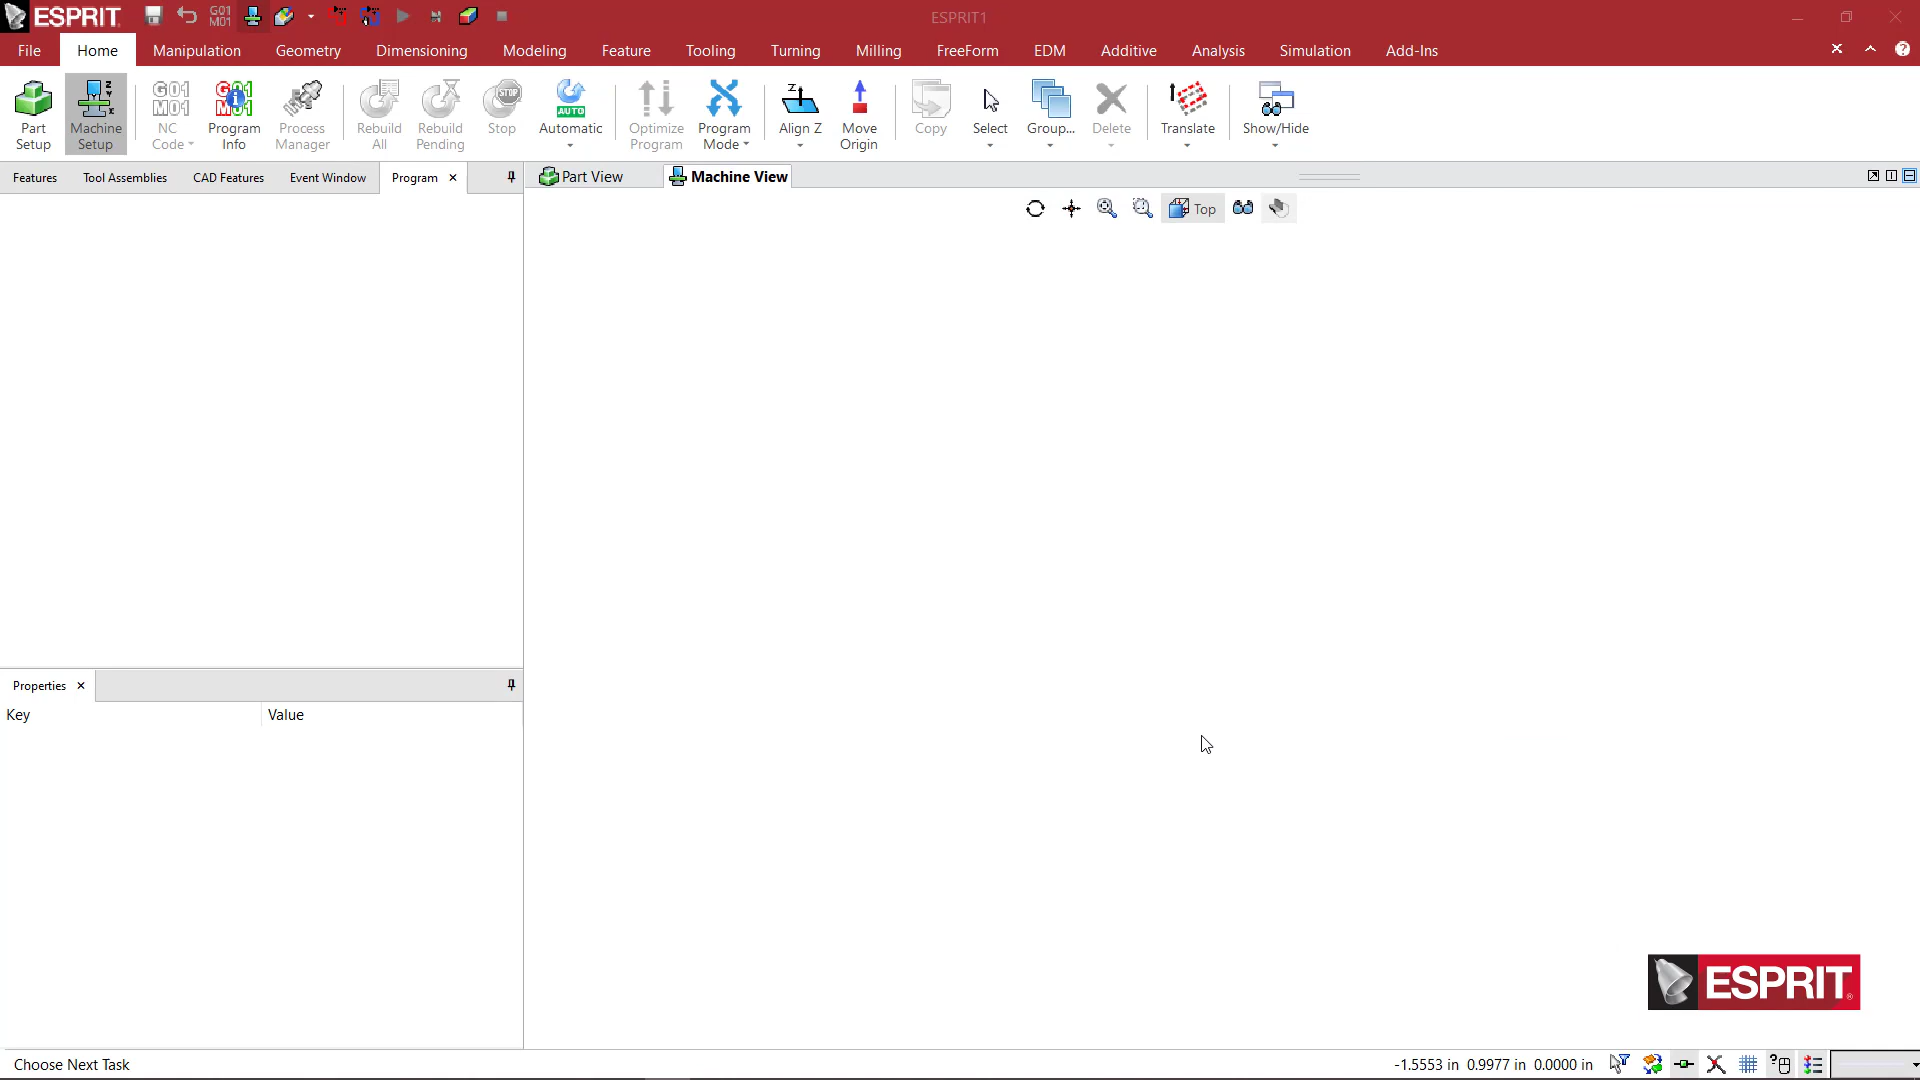 ESPRIT
G01
M01
ESPRIT1
File Home Manipulation Geometry Dimensioning Modeling Feature Tooling Turning Milling FreeForm EDM Additive Analysis Simulation Add-Ins
Part
Setup
Machine
Setup
NC
Code
Program
Info
Process
Manager
Rebuild
All
Rebuild
Pending
STOP
Stop
AUTO
Automatic
Optimize
Program
Program
Mode
Align Z
Move
Origin
Copy
Select
Group...
Delete
Translate
Show/Hide
Features Tool Assemblies CAD Features Event Window Program
Part View Machine View
Top
Properties
Key Value
ESPRIT
Choose Next Task
-1.5553 in 0.9977 in 0.0000 in